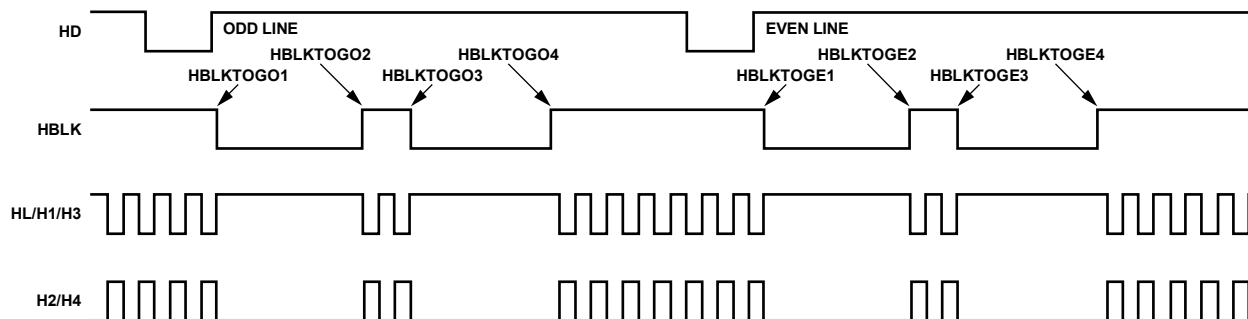 HD
ODD LINE
EVEN LINE
HBLKTOGO2
HBLKTOGO4
HBLKTOGE2
HBLKTOGE4
HBLKTOGO1
HBLKTOGO3
HBLKTOGE1
HBLKTOGE3
HBLK
HL/H1/H3
H2/H4